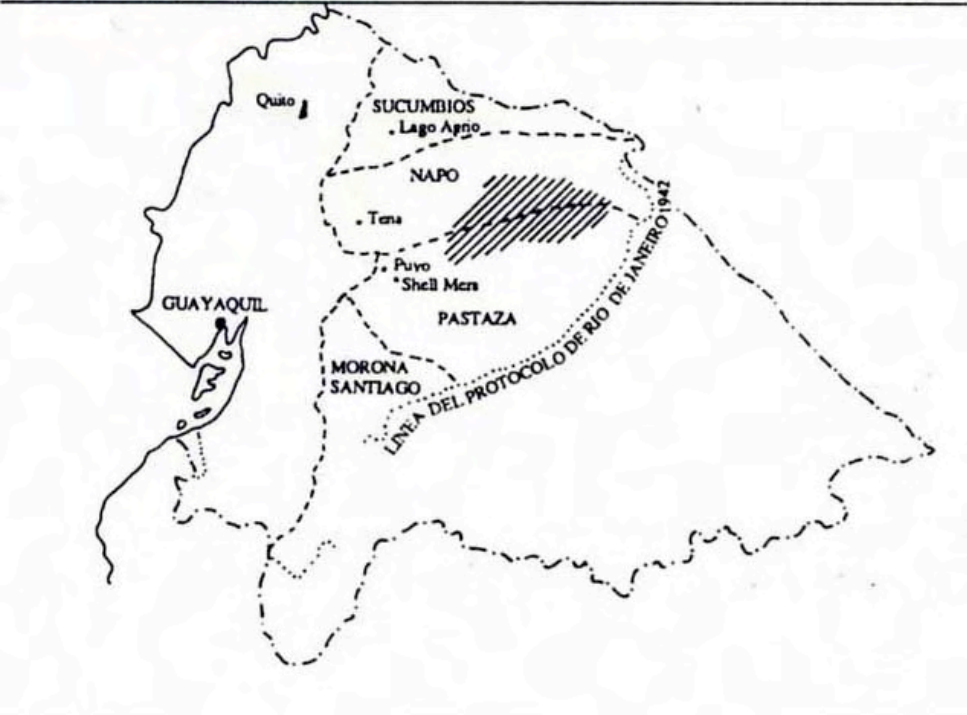 Quito
SUCUMBIOS
Lago Agrio
NAPO
Tena
Puyo
Shell Mera
GUAYAQUIL
PASTAZA
MORONA
SANTIAGO
LINEA DEL PROTOCOLO DE RIO DE JANEIRO 1942